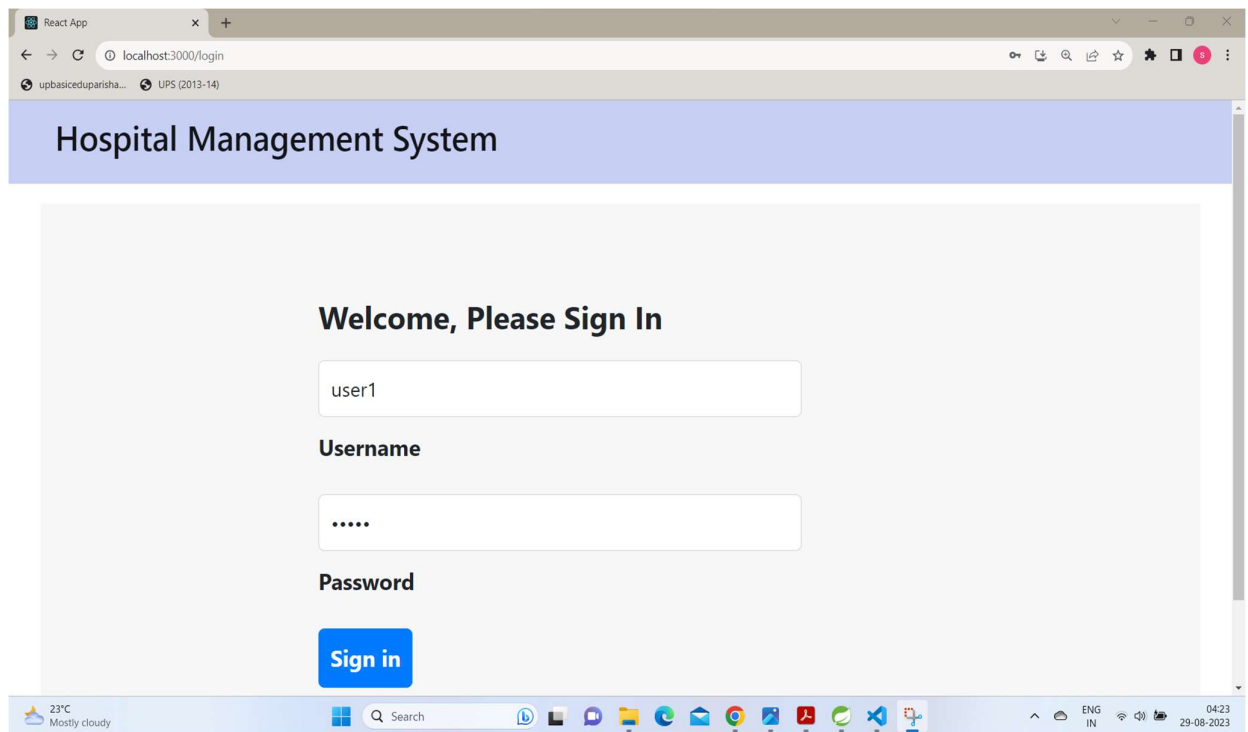 React App
localhost:3000/login
S
upbasiceduparisha... UPS (2013-14)
Hospital Management System
Welcome, Please Sign In
user1
Username
•••••
Password
Sign in
23°C
Mostly cloudy
Search
ENG
IN
04:23
29-08-2023